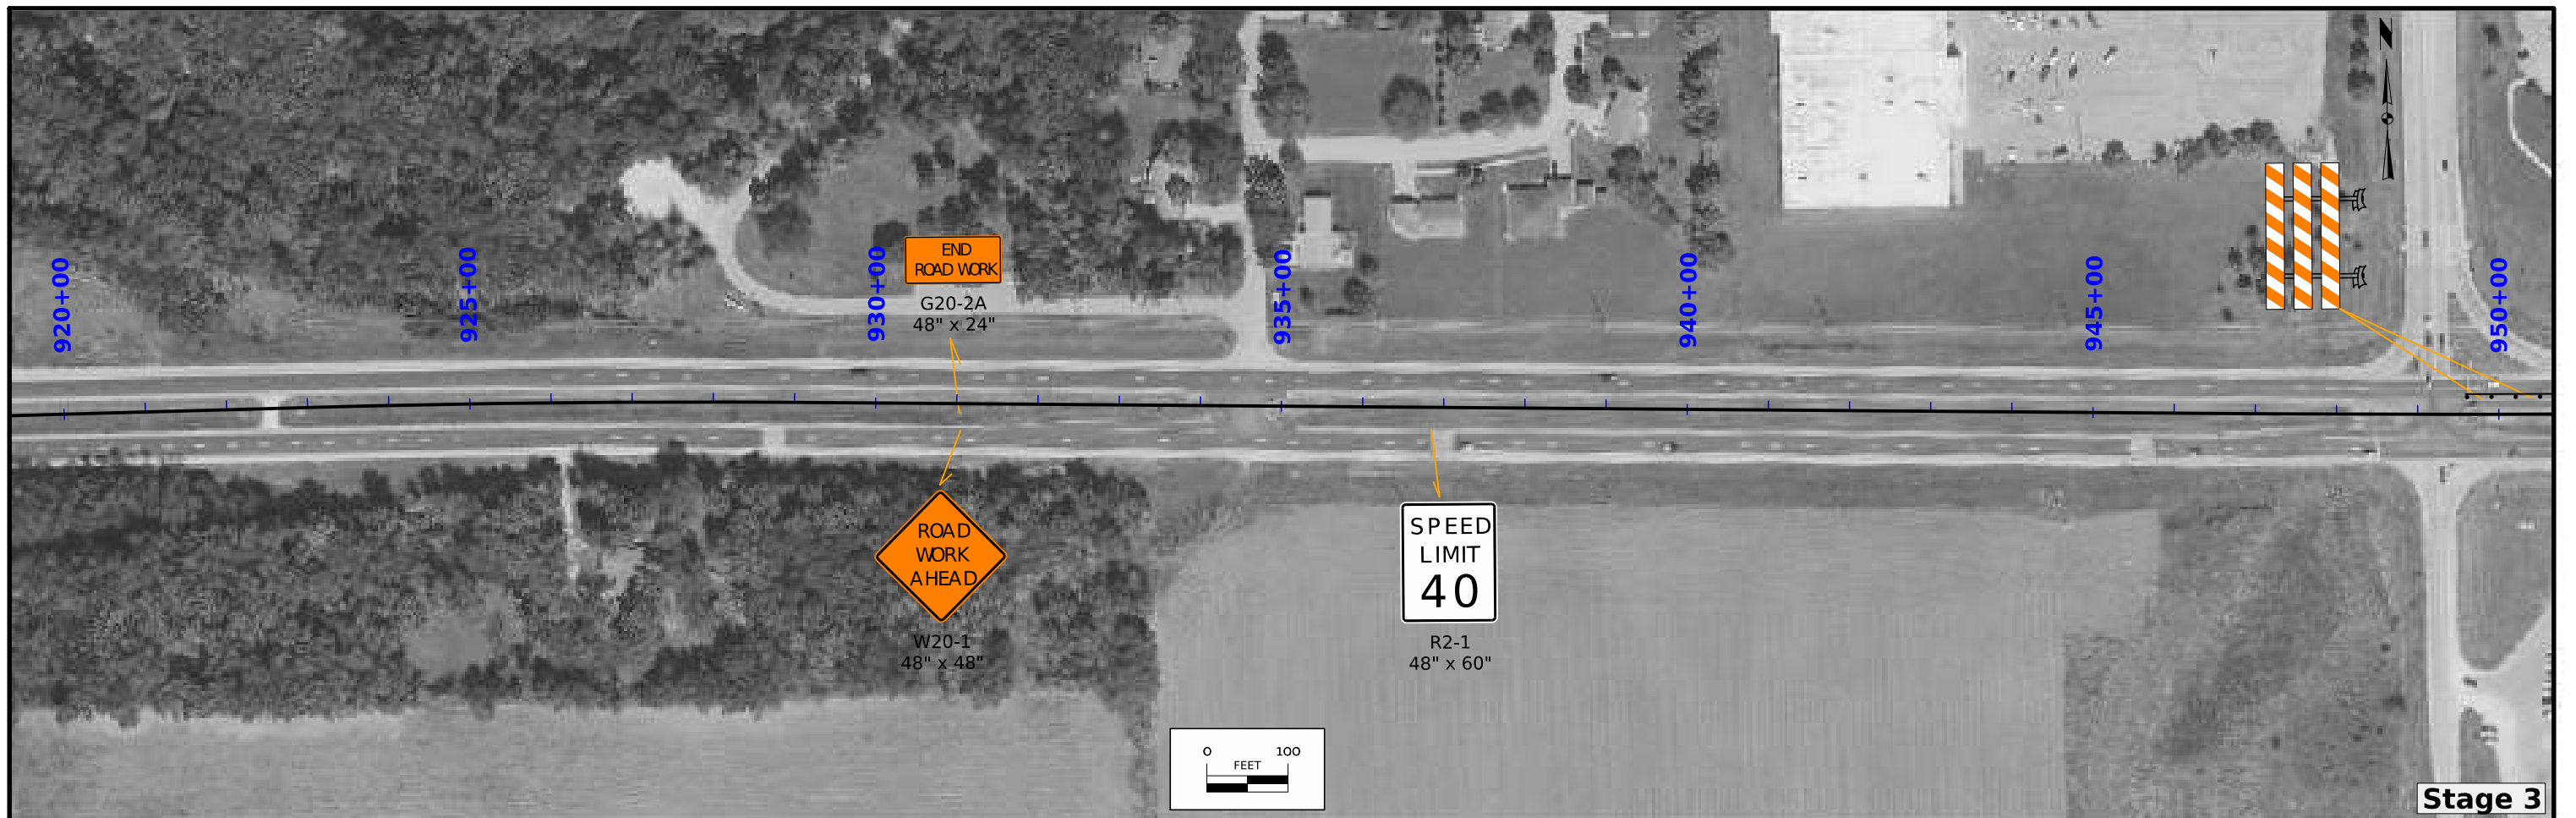 END
ROAD WORK
G20-2A
48" x 24"
920+00
925+00
930+00
935+00
940+00
945+00
950+00
ROAD
WORK
AHEAD
W20-1
48" x 48"
SPEED
LIMIT
40
R2-1
48" x 60"
0 100
FEET
Stage 3